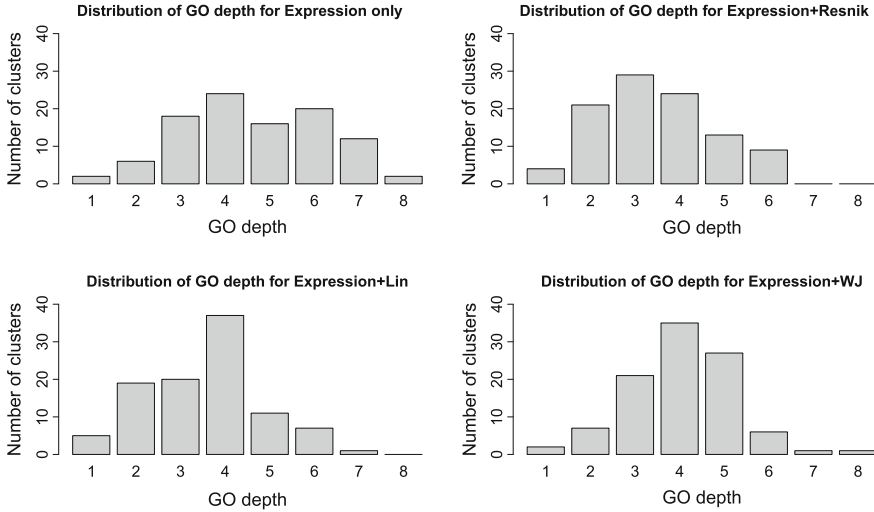 Distribution of GO depth for Expression only
Number of clusters
0 10 20 30 40
1 2 3 4 5 6 7 8
GO depth
Distribution of GO depth for Expression+Resnik
Number of clusters
0 10 20 30 40
1 2 3 4 5 6 7 8
GO depth
Distribution of GO depth for Expression+Lin
Number of clusters
0 10 20 30 40
1 2 3 4 5 6 7 8
GO depth
Distribution of GO depth for Expression+WJ
Number of clusters
0 10 20 30 40
1 2 3 4 5 6 7 8
GO depth